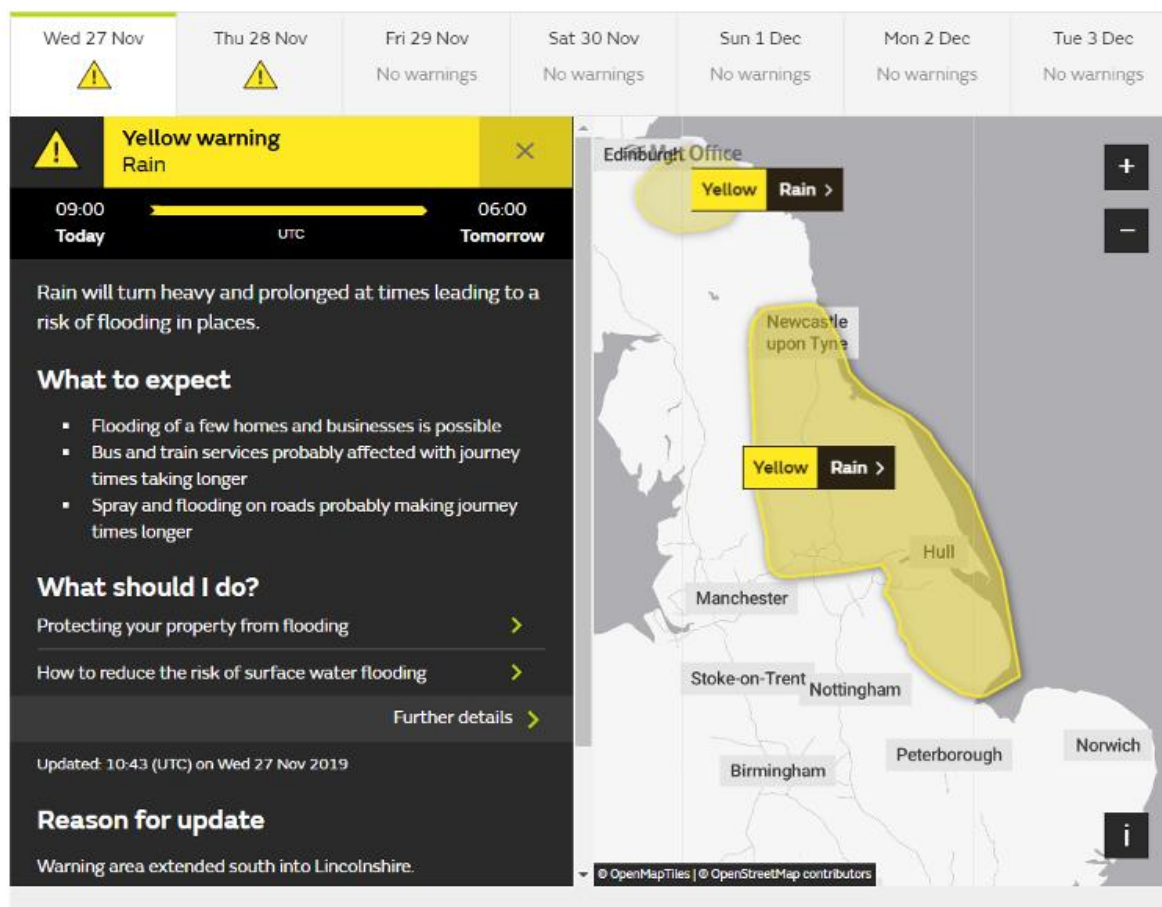 Wed 27 Nov
Thu 28 Nov
Fri 29 Nov
No warnings
Sat 30 Nov
No warnings
Sun 1 Dec
No warnings
Mon 2 Dec
No warnings
Tue 3 Dec
No warnings
Yellow warning
Rain
09:00
Today
UTC
06:00
Tomorrow
Rain will turn heavy and prolonged at times leading to a
risk of flooding in places.
What to expect
▪ Flooding of a few homes and businesses is possible
▪ Bus and train services probably affected with journey
times taking longer
▪ Spray and flooding on roads probably making journey
times longer
What should I do?
Protecting your property from flooding
How to reduce the risk of surface water flooding
Further details
Updated: 10:43 (UTC) on Wed 27 Nov 2019
Reason for update
Warning area extended south into Lincolnshire.
Edinburgh
Met Office
Yellow Rain >
Newcastle
upon Tyne
Yellow Rain >
Hull
Manchester
Stoke-on-Trent
Nottingham
Peterborough
Norwich
Birmingham
+
−
i
© OpenMapTiles | © OpenStreetMap contributors